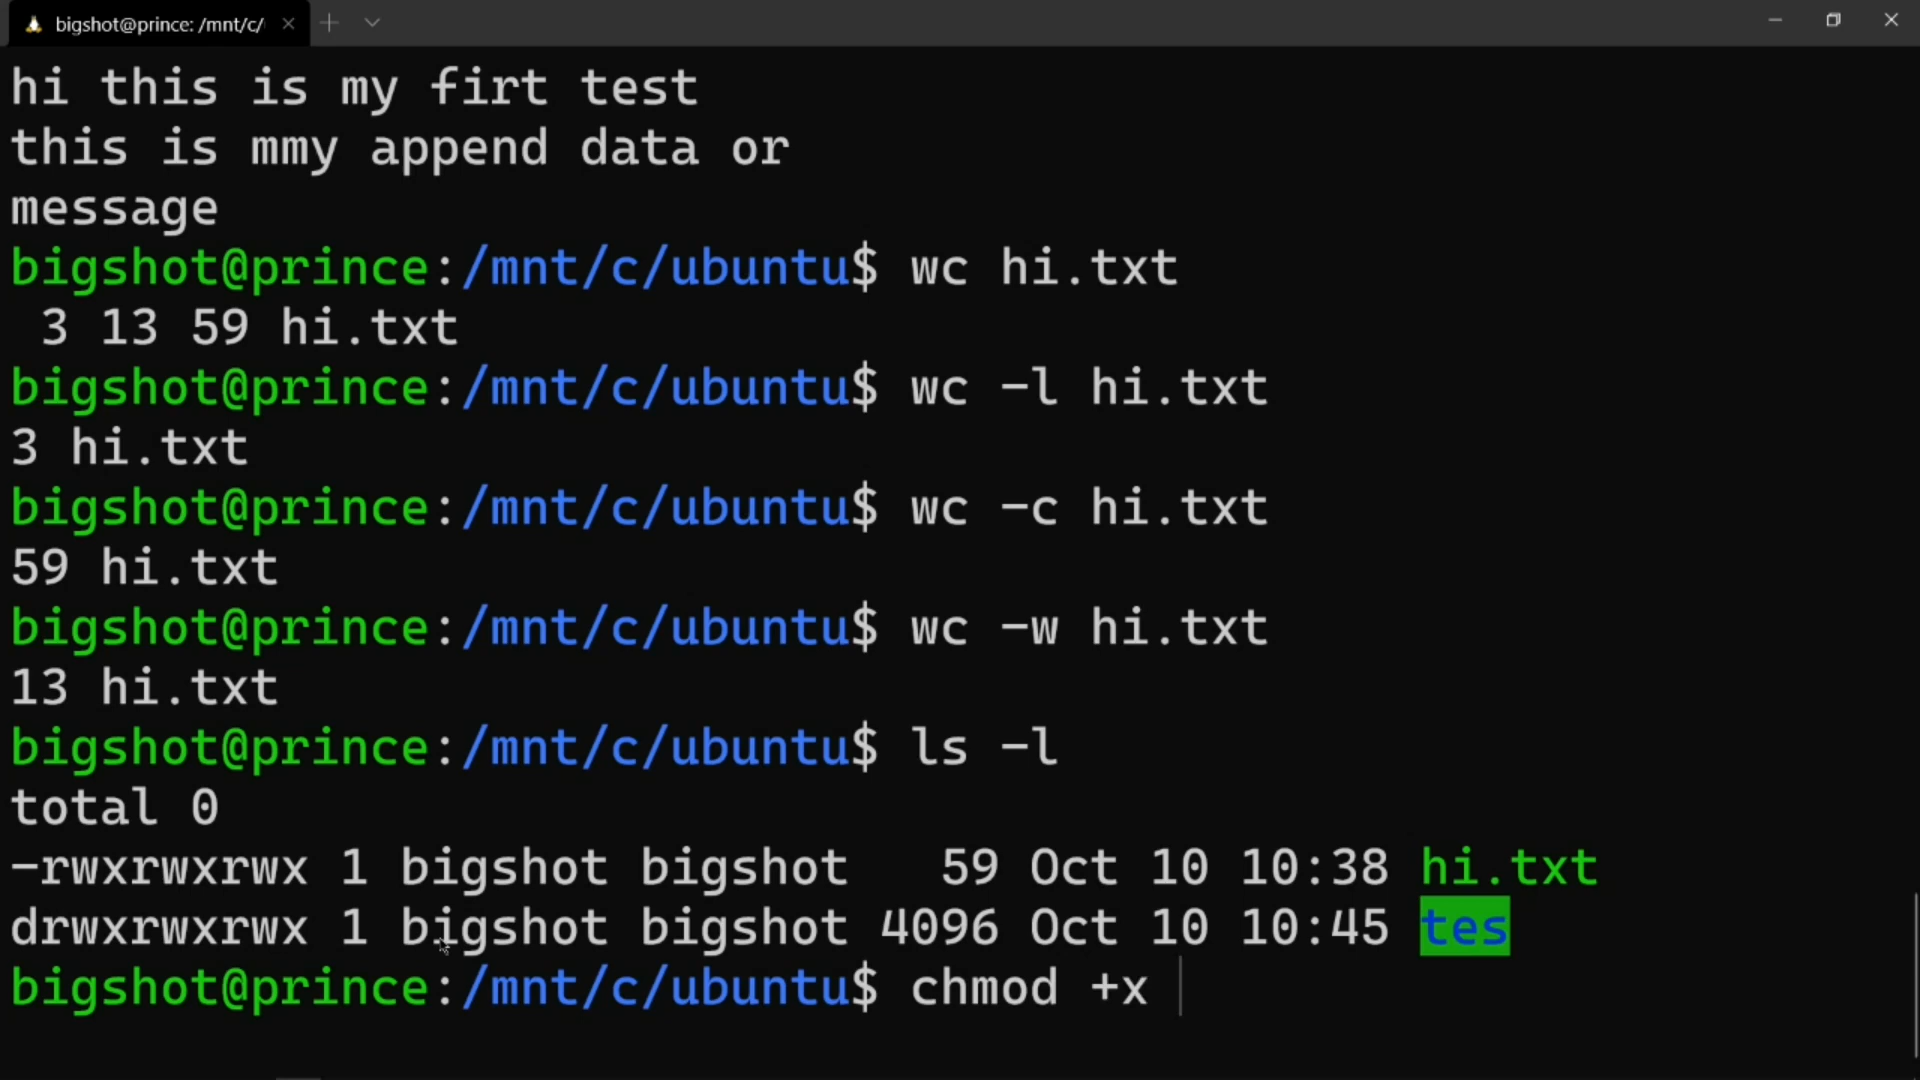 bigshot@prince: /mnt/c/
hi this is my firt test
this is mmy append data or
message
bigshot@prince:/mnt/c/ubuntu$ wc hi.txt
 3 13 59 hi.txt
bigshot@prince:/mnt/c/ubuntu$ wc -l hi.txt
3 hi.txt
bigshot@prince:/mnt/c/ubuntu$ wc -c hi.txt
59 hi.txt
bigshot@prince:/mnt/c/ubuntu$ wc -w hi.txt
13 hi.txt
bigshot@prince:/mnt/c/ubuntu$ ls -l
total 0
-rwxrwxrwx 1 bigshot bigshot   59 Oct 10 10:38 hi.txt
drwxrwxrwx 1 bigshot bigshot 4096 Oct 10 10:45 tes
bigshot@prince:/mnt/c/ubuntu$ chmod +x